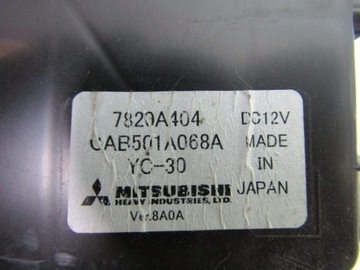 7820A404 DC12V
CAB501A068A MADE
YC-30 IN
MITSUBISHI JAPAN
HEAVY INDUSTRIES, LTD.
Ver.8A0A